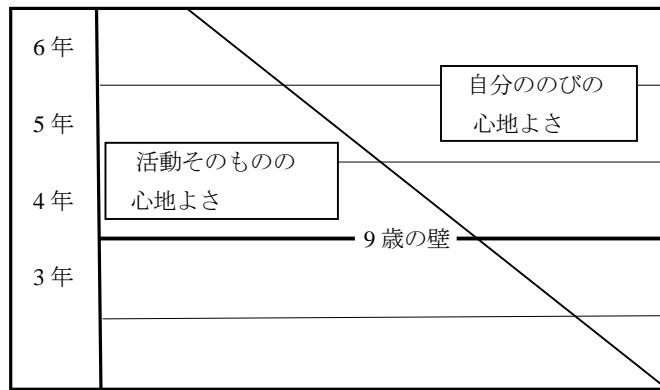 6年
自分ののびの
心地よさ
5年
活動そのものの
心地よさ
4年
9歳の壁
3年